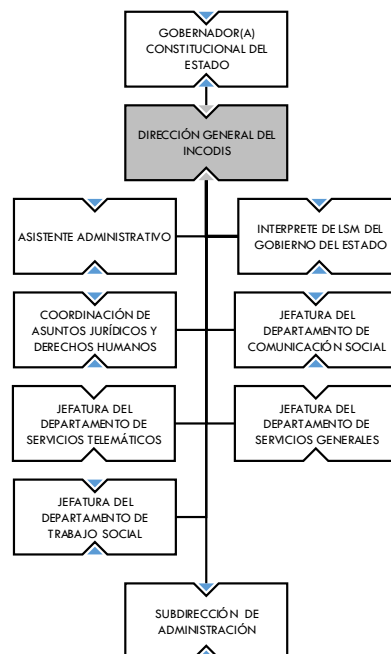 GOBERNADOR(A)
CONSTITUCIONAL DEL
ESTADO
DIRECCIÓN GENERAL DEL
INCODIS
ASISTENTE ADMINISTRATIVO
INTERPRETE DE LSM DEL
GOBIERNO DEL ESTADO
COORDINACIÓN DE
ASUNTOS JURÍDICOS Y
DERECHOS HUMANOS
JEFATURA DEL
DEPARTAMENTO DE
COMUNICACIÓN SOCIAL
JEFATURA DEL
DEPARTAMENTO DE
SERVICIOS TELEMÁTICOS
JEFATURA DEL
DEPARTAMENTO DE
SERVICIOS GENERALES
JEFATURA DEL
DEPARTAMENTO DE
TRABAJO SOCIAL
SUBDIRECCIÓN DE
ADMINISTRACIÓN